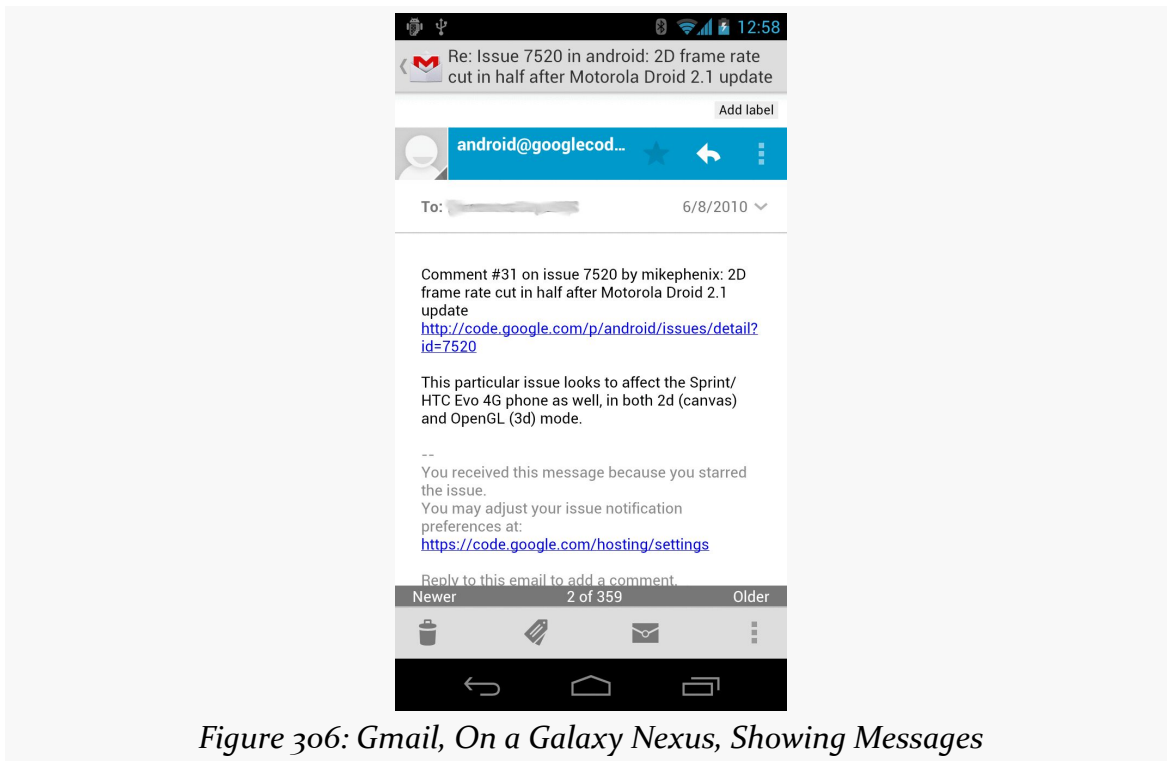 12:58
Re: Issue 7520 in android: 2D frame rate
cut in half after Motorola Droid 2.1 update
Add label
android@googlecod...
To:
6/8/2010
Comment #31 on issue 7520 by mikephenix: 2D
frame rate cut in half after Motorola Droid 2.1
update
http://code.google.com/p/android/issues/detail?
id=7520
This particular issue looks to affect the Sprint/
HTC Evo 4G phone as well, in both 2d (canvas)
and OpenGL (3d) mode.
--
You received this message because you starred
the issue.
You may adjust your issue notification
preferences at:
https://code.google.com/hosting/settings
Reply to this email to add a comment.
Newer 2 of 359 Older
Figure 306: Gmail, On a Galaxy Nexus, Showing Messages